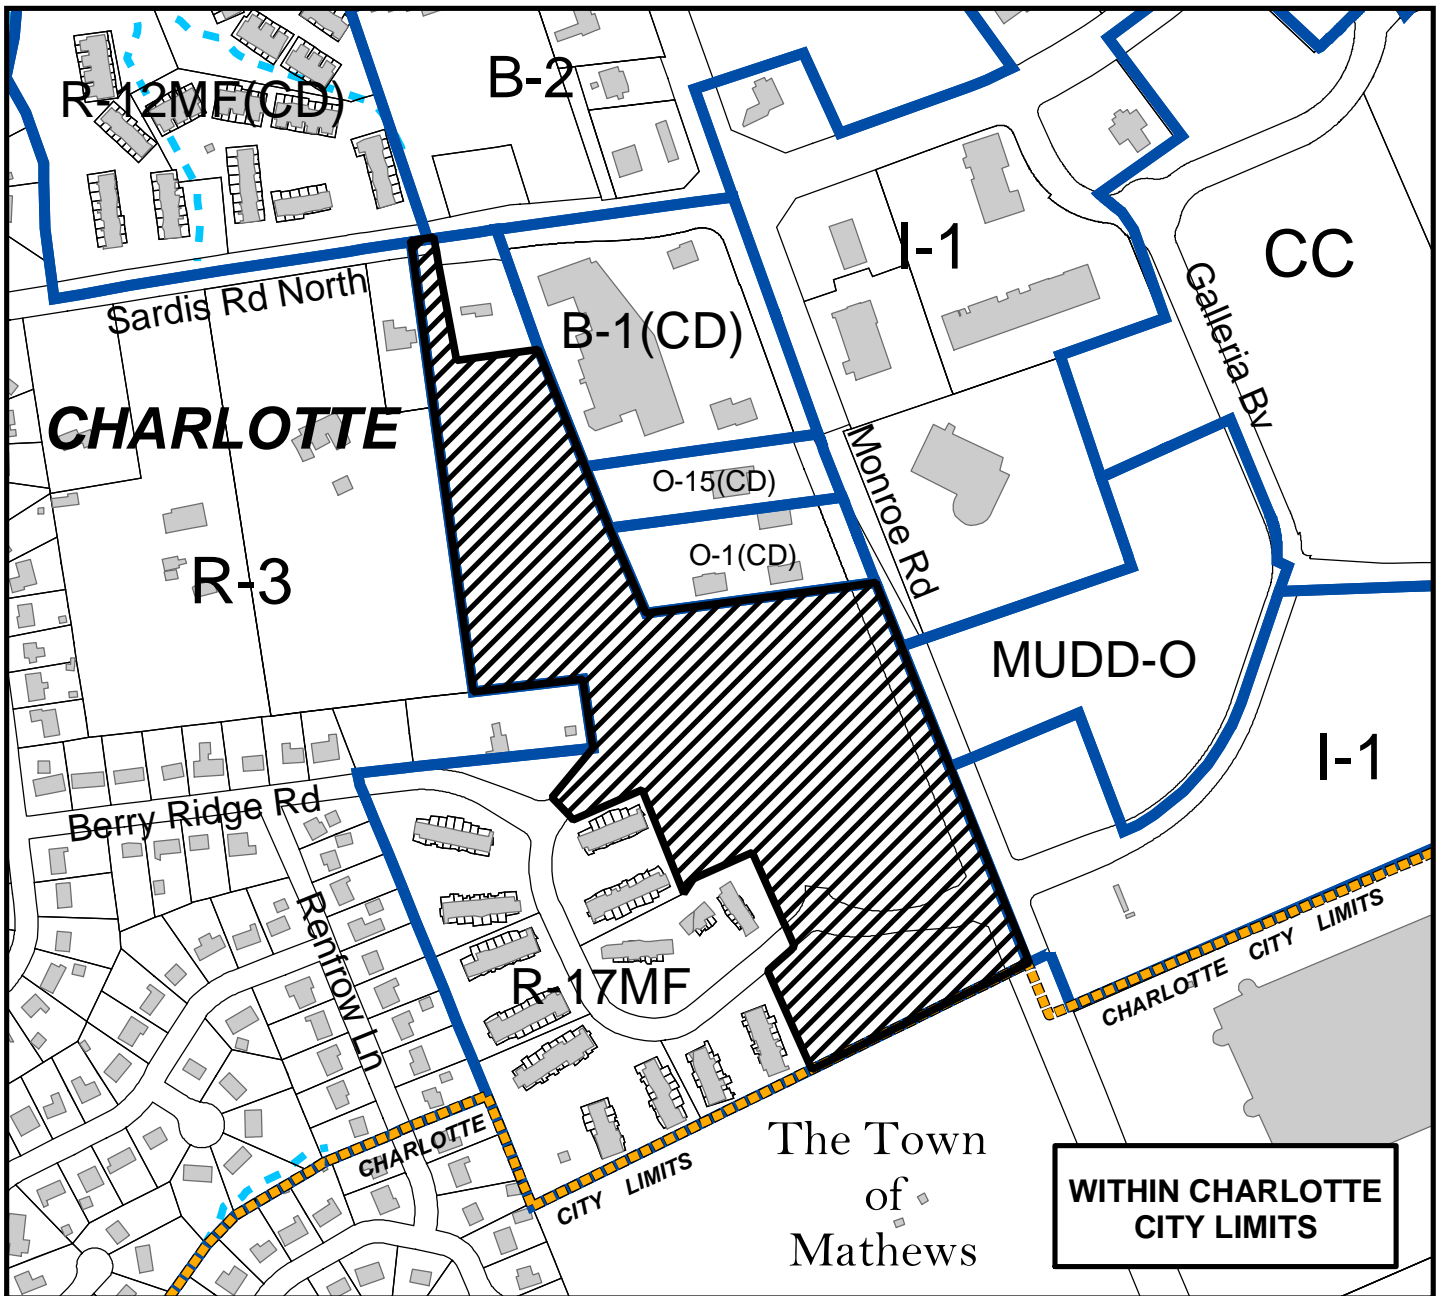 B-2
R-12MF(CD)
I-1
CC
Sardis Rd North
Galleria Bv
B-1(CD)
CHARLOTTE
Monroe Rd
O-15(CD)
O-1(CD)
R-3
MUDD-O
I-1
Berry Ridge Rd
Renfrow Ln
R-17MF
CHARLOTTE CITY LIMITS
CHARLOTTE
CITY LIMITS
The Town
of
Mathews
WITHIN CHARLOTTE
CITY LIMITS